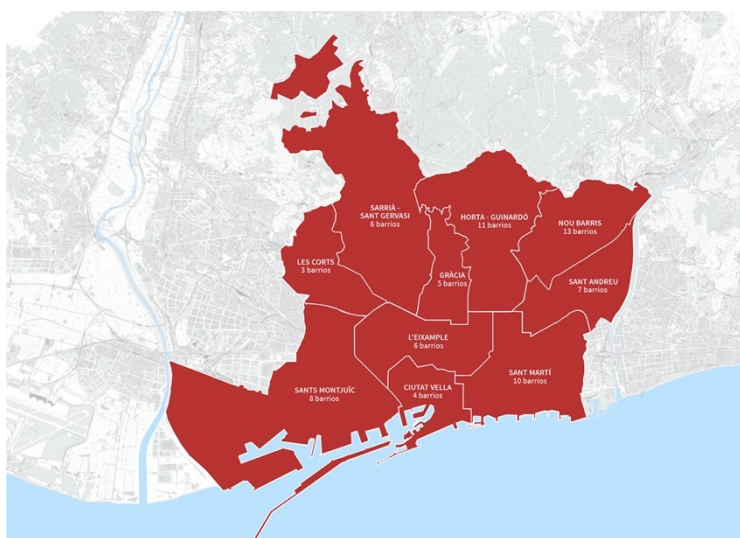 SARRIÀ -
SANT GERVASI
6 barrios
HORTA - GUINARDÓ
11 barrios
NOU BARRIS
13 barrios
LES CORTS
3 barrios
GRÀCIA
5 barrios
SANT ANDREU
7 barrios
L'EIXAMPLE
6 barrios
SANT MARTÍ
10 barrios
SANTS MONTJUÏC
8 barrios
CIUTAT VELLA
4 barrios